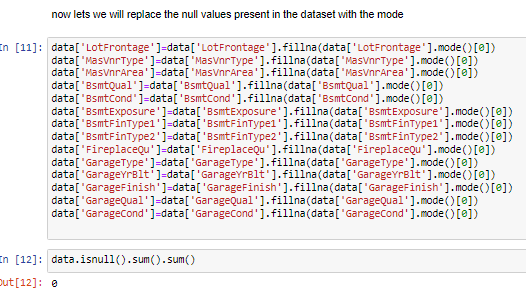 now lets we will replace the null values present in the dataset with the mode
In [11]: data['LotFrontage']=data['LotFrontage'].fillna(data['LotFrontage'].mode()[0])
data['MasVnrType']=data['MasVnrType'].fillna(data['MasVnrType'].mode()[0])
data['MasVnrArea']=data['MasVnrArea'].fillna(data['MasVnrArea'].mode()[0])
data['BsmtQual']=data['BsmtQual'].fillna(data['BsmtQual'].mode()[0])
data['BsmtCond']=data['BsmtCond'].fillna(data['BsmtCond'].mode()[0])
data['BsmtExposure']=data['BsmtExposure'].fillna(data['BsmtExposure'].mode()[0])
data['BsmtFinType1']=data['BsmtFinType1'].fillna(data['BsmtFinType1'].mode()[0])
data['BsmtFinType2']=data['BsmtFinType2'].fillna(data['BsmtFinType2'].mode()[0])
data['FireplaceQu']=data['FireplaceQu'].fillna(data['FireplaceQu'].mode()[0])
data['GarageType']=data['GarageType'].fillna(data['GarageType'].mode()[0])
data['GarageYrBlt']=data['GarageYrBlt'].fillna(data['GarageYrBlt'].mode()[0])
data['GarageFinish']=data['GarageFinish'].fillna(data['GarageFinish'].mode()[0])
data['GarageQual']=data['GarageQual'].fillna(data['GarageQual'].mode()[0])
data['GarageCond']=data['GarageCond'].fillna(data['GarageCond'].mode()[0])
In [12]: data.isnull().sum().sum()
Out[12]: 0